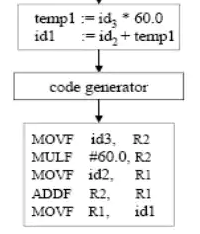 temp1 := id₃ * 60.0
id1 := id₂ + temp1
code generator
MOVF id3, R2
MULF #60.0, R2
MOVF id2, R1
ADDF R2, R1
MOVF R1, id1